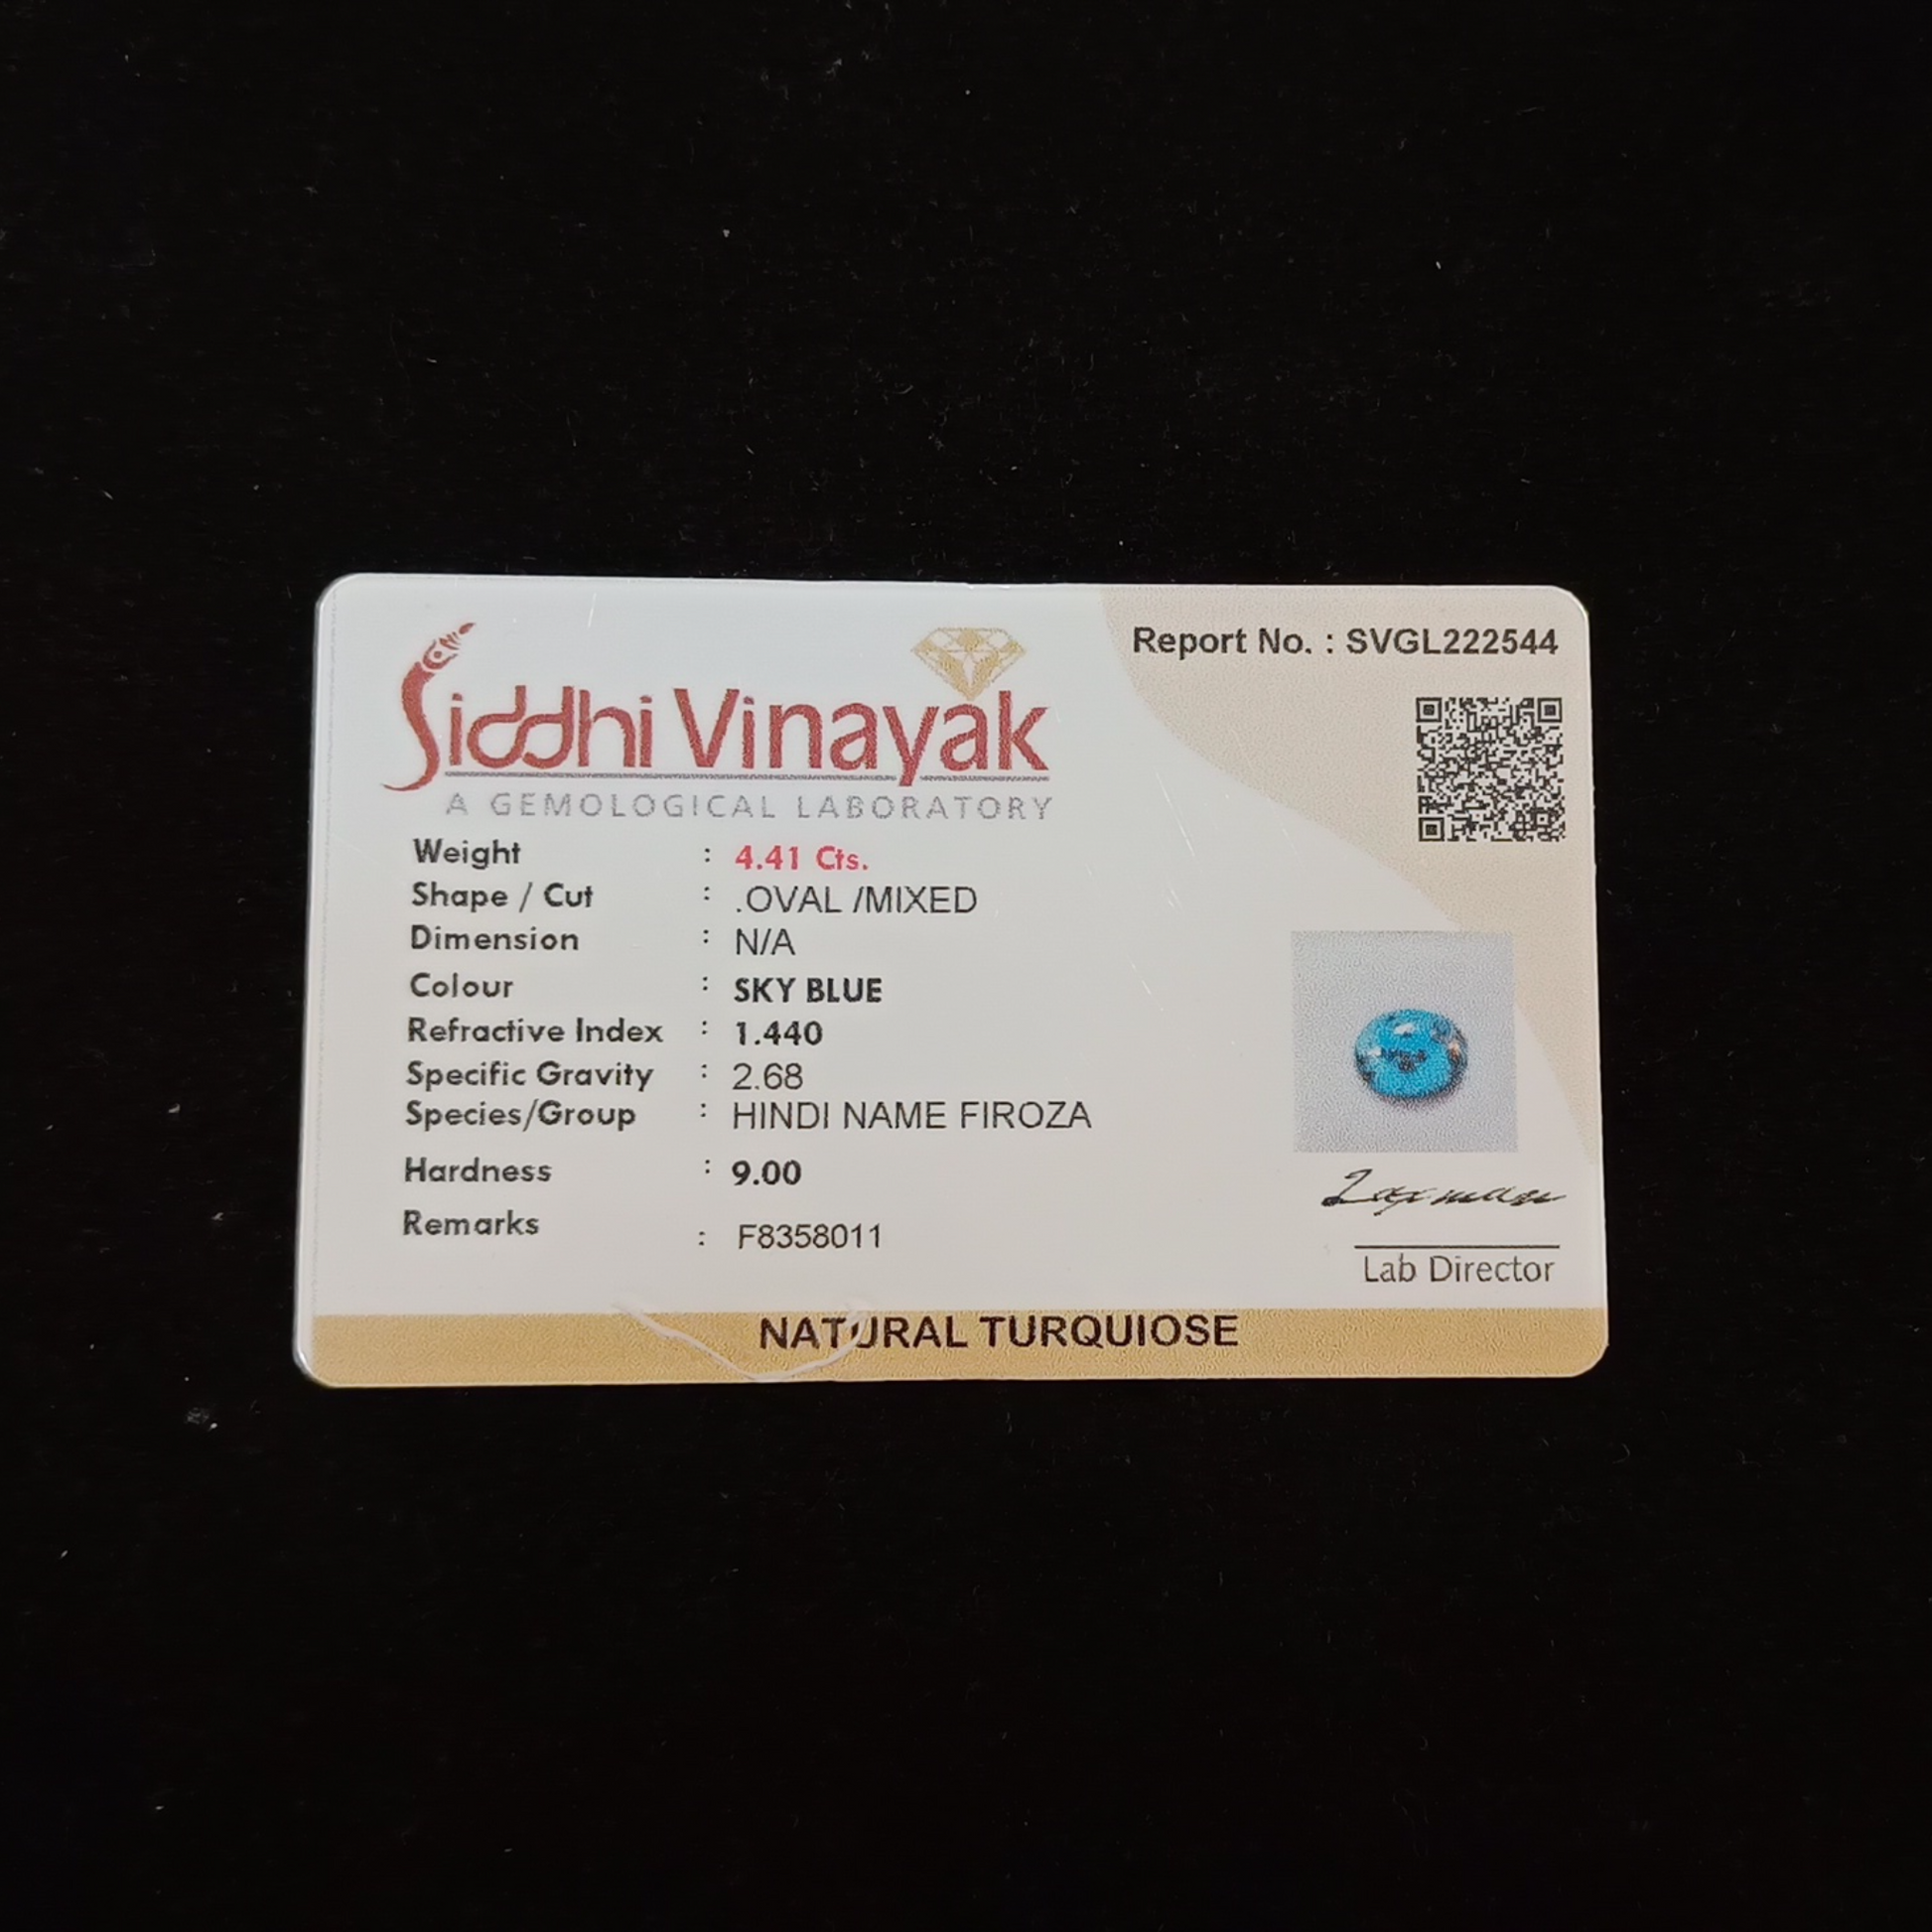 Report No. : SVGL222544
Siddhi Vinayak
A GEMOLOGICAL LABORATORY
Weight : 4.41 Cts.
Shape / Cut : .OVAL /MIXED
Dimension : N/A
Colour : SKY BLUE
Refractive Index : 1.440
Specific Gravity : 2.68
Species/Group : HINDI NAME FIROZA
Hardness : 9.00
Remarks : F8358011
Laxman
Lab Director
NATURAL TURQUIOSE